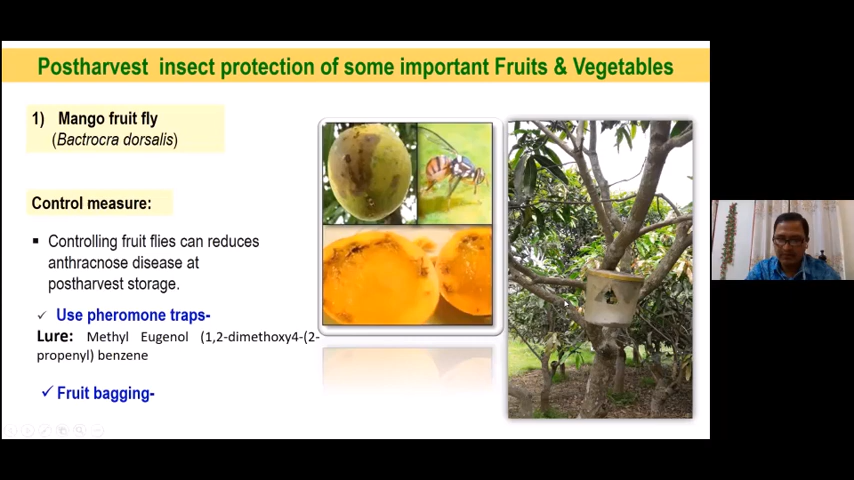 Postharvest insect protection of some important Fruits & Vegetables
1) Mango fruit fly
(Bactrocra dorsalis)
Control measure:
▪ Controlling fruit flies can reduces
anthracnose disease at
postharvest storage.
✓ Use pheromone traps-
Lure: Methyl Eugenol (1,2-dimethoxy4-(2-
propenyl) benzene
✓ Fruit bagging-